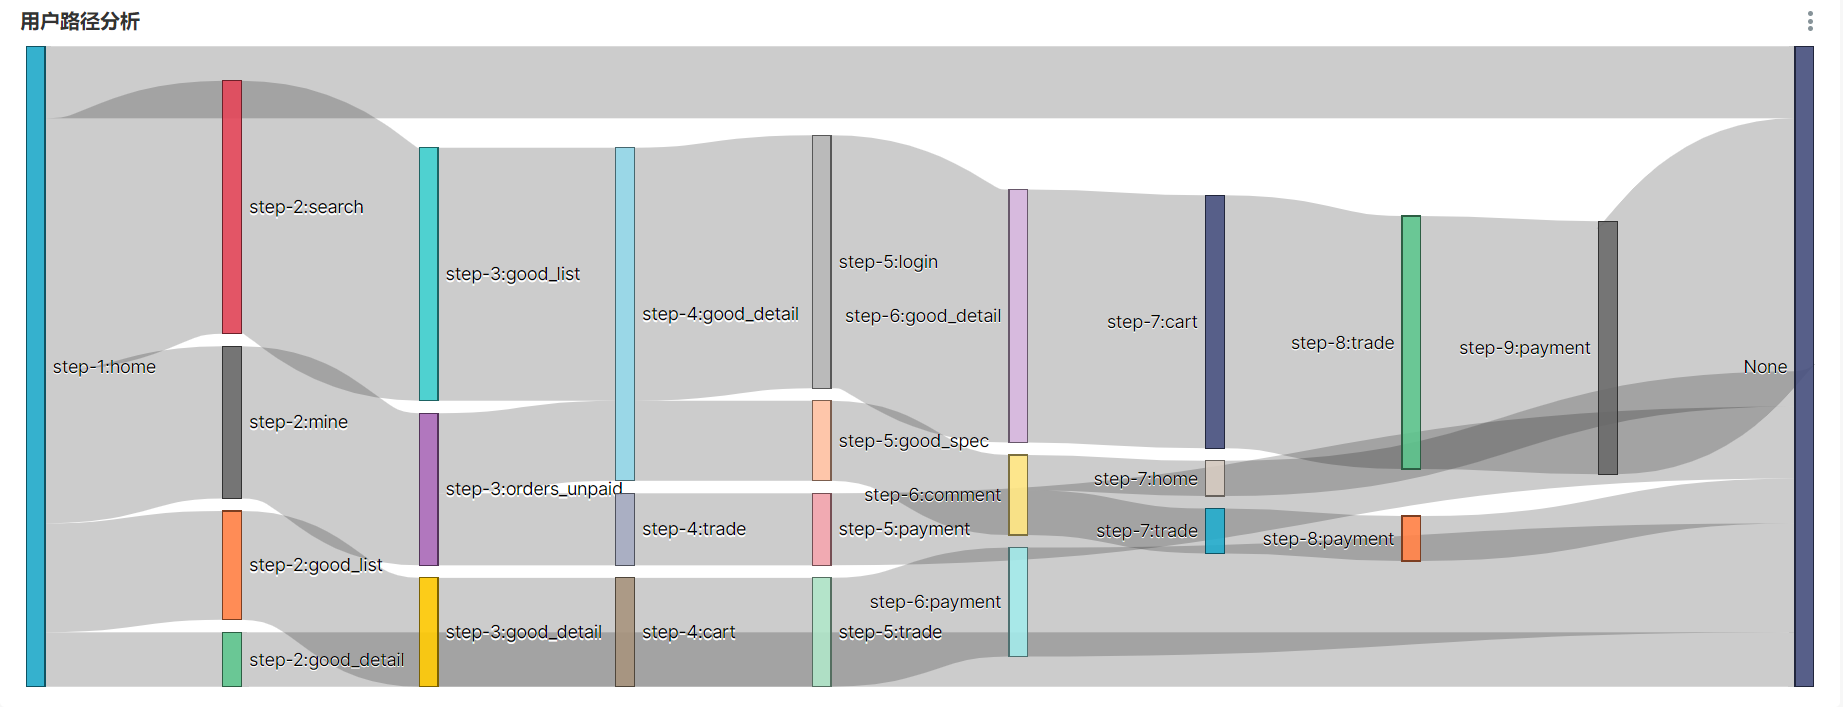 用户路径分析
step-1:home
step-2:search
step-2:mine
step-2:good_list
step-2:good_detail
step-3:good_list
step-3:orders_unpaid
step-3:good_detail
step-4:good_detail
step-4:trade
step-4:cart
step-5:login
step-5:good_spec
step-5:payment
step-5:trade
step-6:good_detail
step-6:comment
step-6:payment
step-7:cart
step-7:home
step-7:trade
step-8:trade
step-8:payment
step-9:payment
None